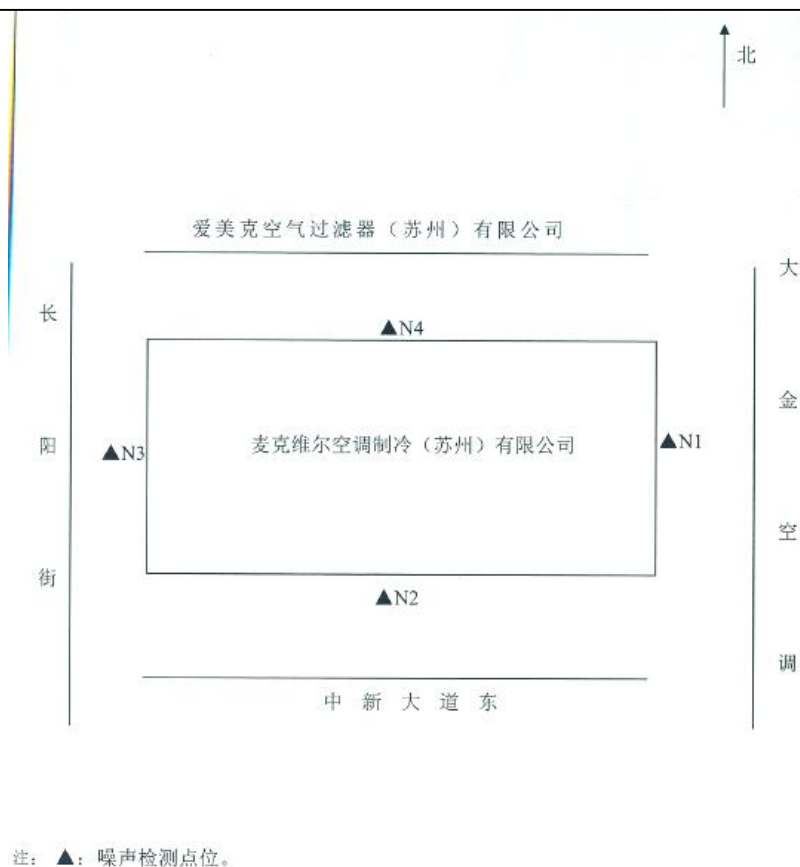 北
爱美克空气过滤器（苏州）有限公司
长阳街
大金空调
▲N4
麦克维尔空调制冷（苏州）有限公司
▲N3
▲N1
▲N2
中新大道东
注：▲：噪声检测点位。